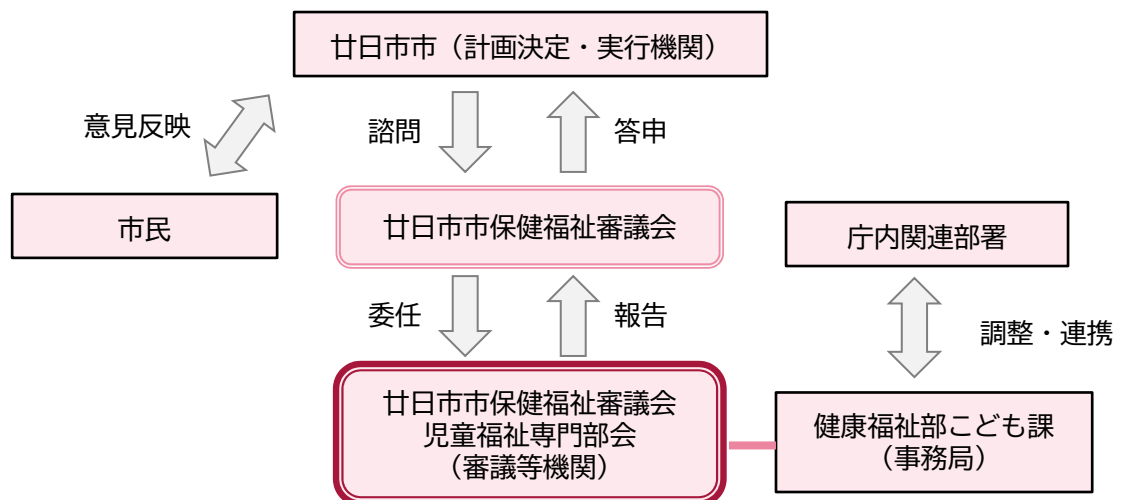 廿日市市（計画決定・実行機関）
意見反映
諮問
答申
市民
廿日市市保健福祉審議会
庁内関連部署
委任
報告
調整・連携
廿日市市保健福祉審議会
児童福祉専門部会
（審議等機関）
健康福祉部こども課
（事務局）